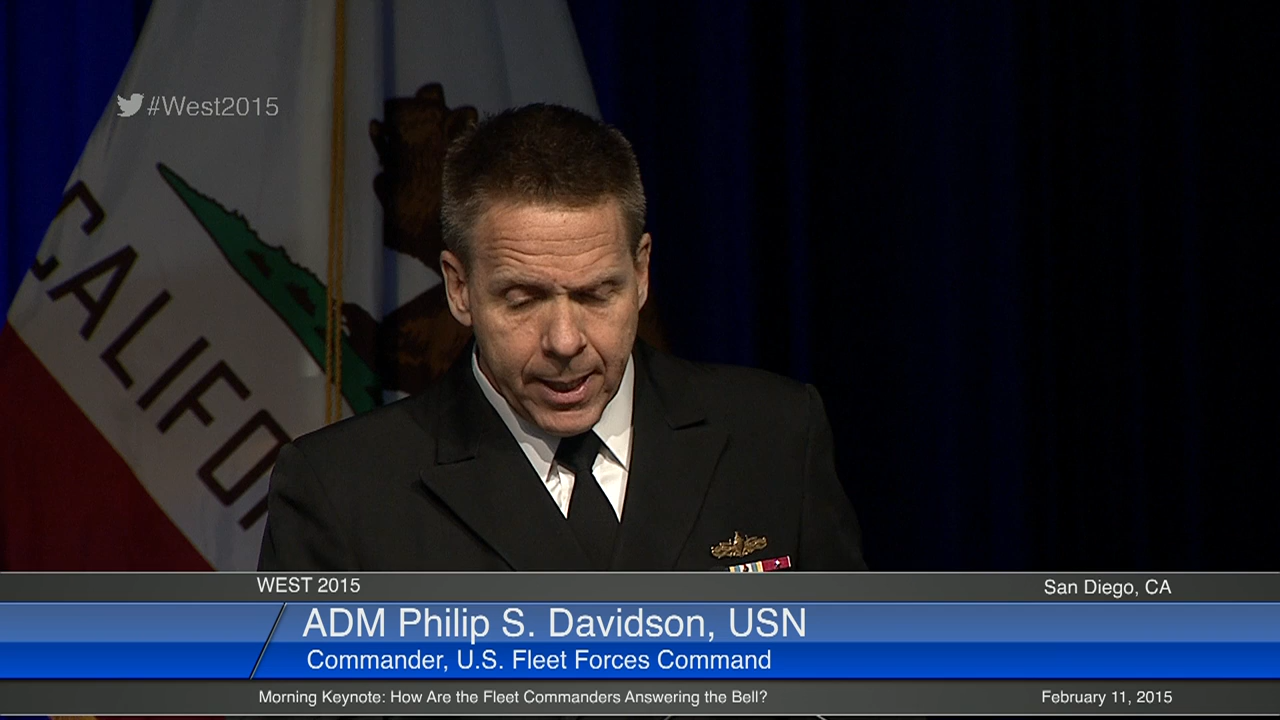 #West2015
CALIFO
WEST 2015
San Diego, CA
ADM Philip S. Davidson, USN
Commander, U.S. Fleet Forces Command
Morning Keynote: How Are the Fleet Commanders Answering the Bell?
February 11, 2015